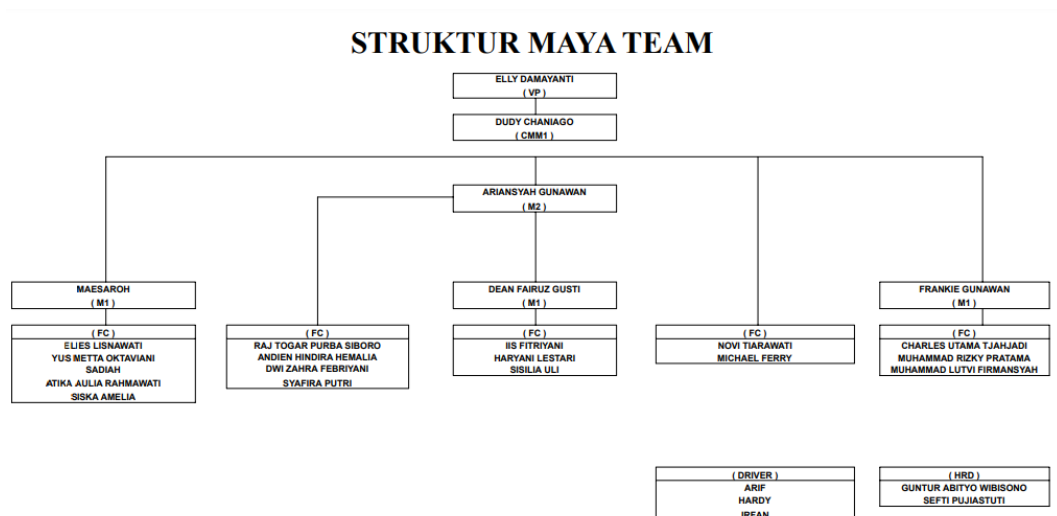 STRUKTUR MAYA TEAM
ELLY DAMAYANTI
( VP )
DUDY CHANIAGO
( CMM1 )
ARIANSYAH GUNAWAN
( M2 )
MAESAROH
( M1 )
DEAN FAIRUZ GUSTI
( M1 )
FRANKIE GUNAWAN
( M1 )
( FC )
ELIES LISNAWATI
YUS METTA OKTAVIANI
SADIAH
ATIKA AULIA RAHMAWATI
SISKA AMELIA
( FC )
RAJ TOGAR PURBA SIBORO
ANDIEN HINDIRA HEMALIA
DWI ZAHRA FEBRIYANI
SYAFIRA PUTRI
( FC )
IIS FITRIYANI
HARYANI LESTARI
SISILIA ULI
( FC )
NOVI TIARAWATI
MICHAEL FERRY
( FC )
CHARLES UTAMA TJAHJADI
MUHAMMAD RIZKY PRATAMA
MUHAMMAD LUTVI FIRMANSYAH
( DRIVER )
ARIF
HARDY
IRFAN
( HRD )
GUNTUR ABITYO WIBISONO
SEFTI PUJIASTUTI